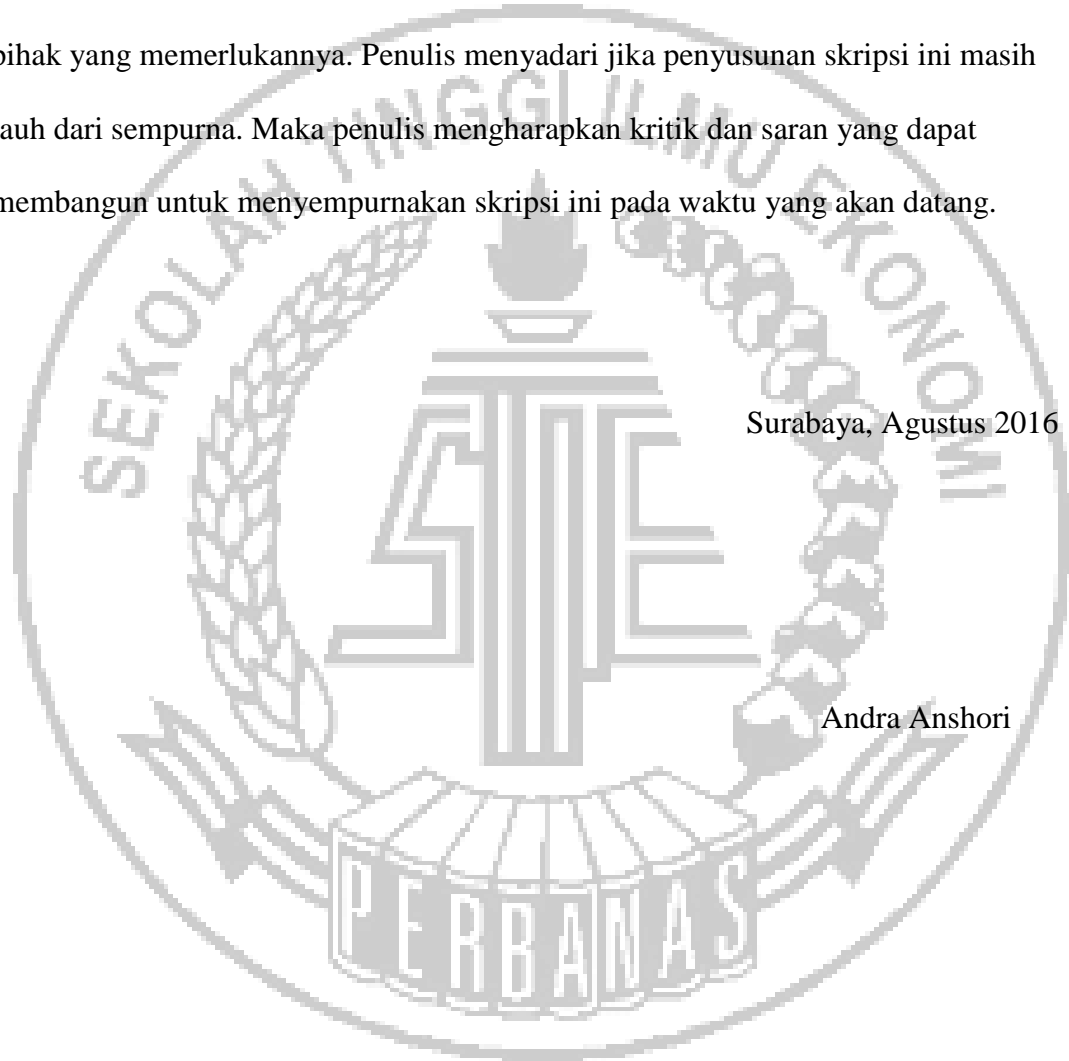 pihak yang memerlukannya. Penulis menyadari jika penyusunan skripsi ini masih
auh dari sempurna. Maka penulis mengharapkan kritik dan saran yang dapat
membangun untuk menyempurnakan skripsi ini pada waktu yang akan datang.
SEKOLAH TINGGI ILMU EKONOMI
Surabaya, Agustus 2016
STIE
Andra Anshori
PERBANAS